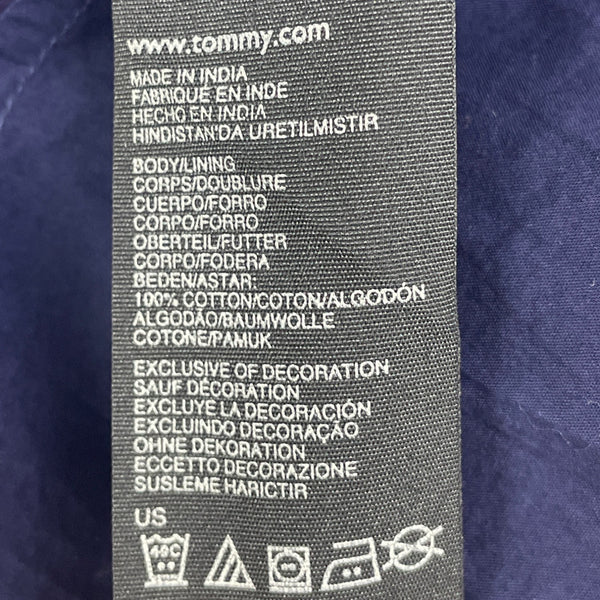 www.tommy.com
MADE IN INDIA
FABRIQUÉ EN INDE
HECHO EN INDIA
HINDISTAN'DA URETILMISTIR
BODY/LINING
CORPS/DOUBLURE
CUERPO/FORRO
CORPO/FORRO
OBERTEIL/FUTTER
CORPO/FODERA
BEDEN/ASTAR:
100% COTTON/COTON/ALGODÓN
ALGODÃO/BAUMWOLLE
COTONE/PAMUK
EXCLUSIVE OF DECORATION
SAUF DÉCORATION
EXCLUYE LA DECORACIÓN
EXCLUINDO DECORAÇÃO
OHNE DEKORATION
ECCETTO DECORAZIONE
SUSLEME HARICTIR
US
40C